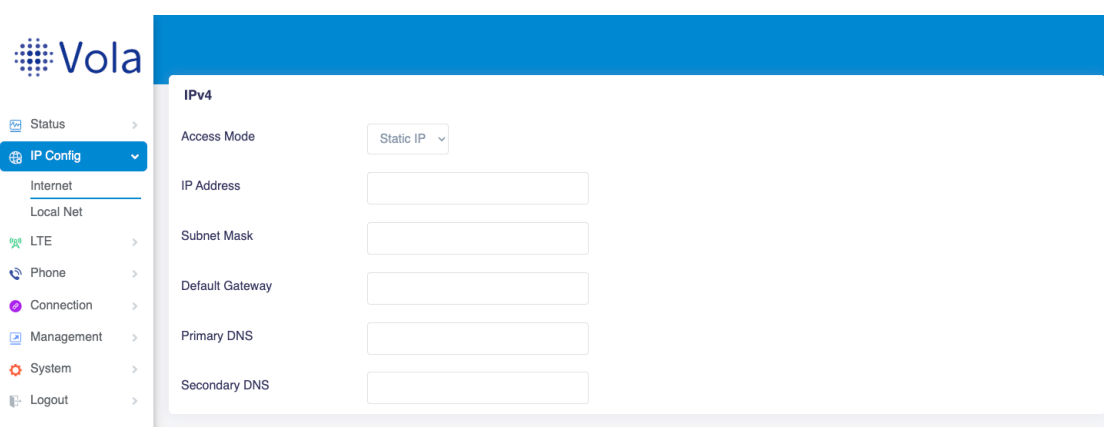 Vola
Status
IP Config
Internet
Local Net
LTE
Phone
Connection
Management
System
Logout
IPv4
Access Mode Static IP
IP Address
Subnet Mask
Default Gateway
Primary DNS
Secondary DNS